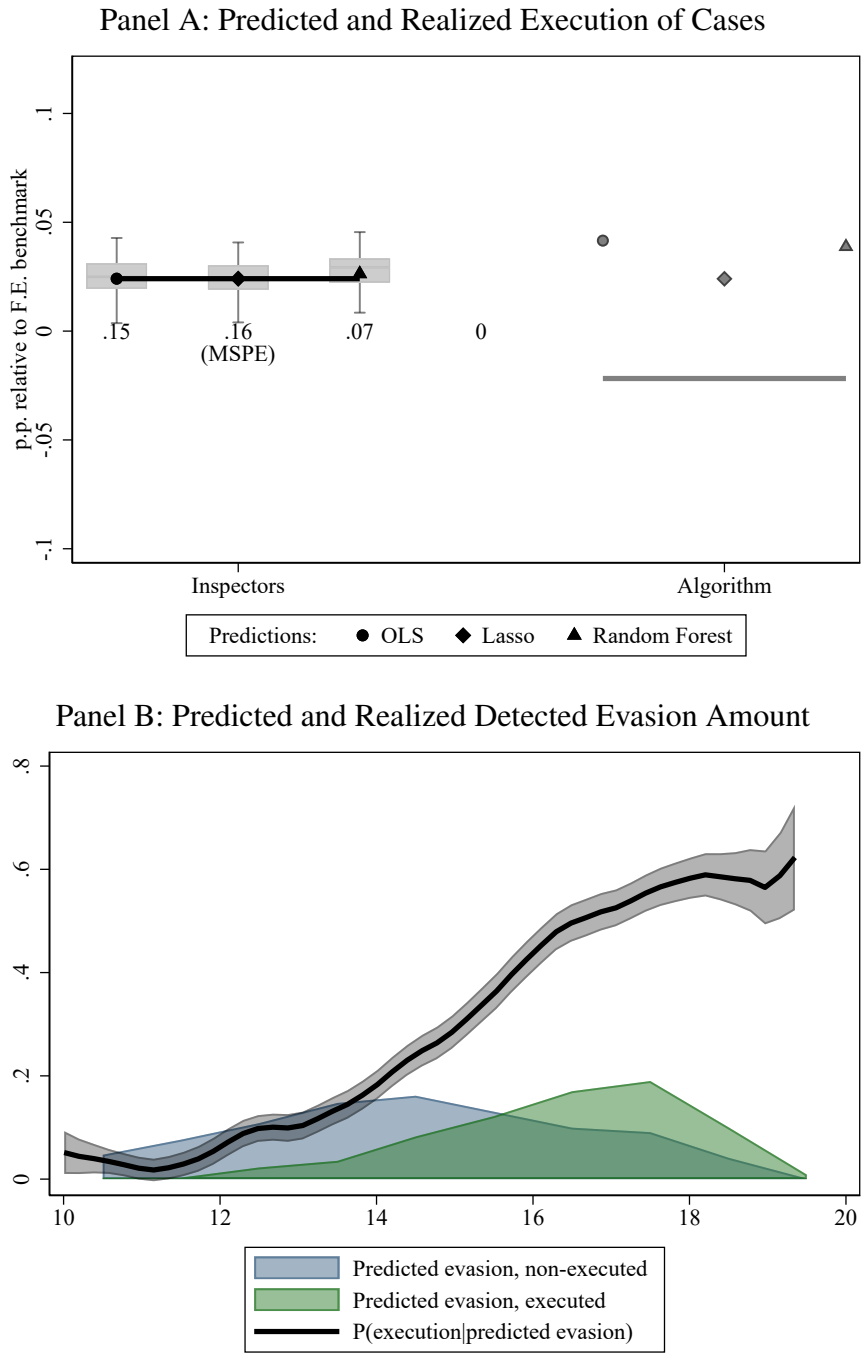 Panel A: Predicted and Realized Execution of Cases
p.p. relative to F.E. benchmark
.1
.05
0
-.05
-.1
.15
.16
.07
0
(MSPE)
Inspectors
Algorithm
Predictions: OLS Lasso Random Forest
Panel B: Predicted and Realized Detected Evasion Amount
.8
.6
.4
.2
0
10 12 14 16 18 20
Predicted evasion, non-executed
Predicted evasion, executed
P(execution|predicted evasion)